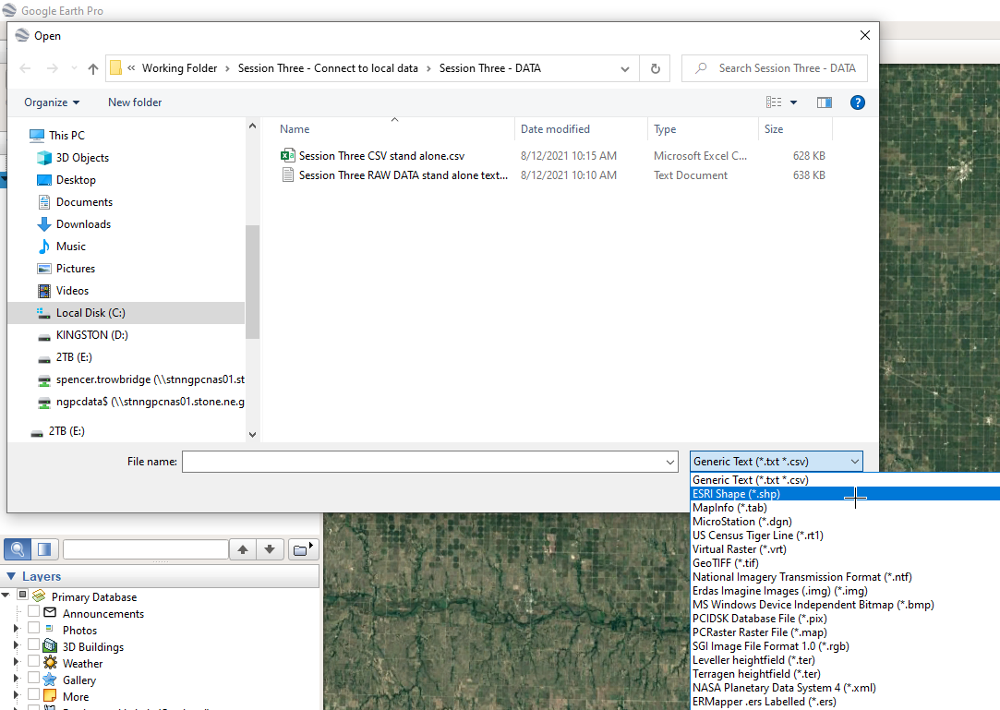 Google Earth Pro
Open
« Working Folder › Session Three - Connect to local data › Session Three - DATA
Search Session Three - DATA
Organize
New folder
?
Name
Date modified
Type
Size
Session Three CSV stand alone.csv 8/12/2021 10:15 AM Microsoft Excel C... 628 KB
Session Three RAW DATA stand alone text... 8/12/2021 10:10 AM Text Document 638 KB
This PC
3D Objects
Desktop
Documents
Downloads
Music
Pictures
Videos
Local Disk (C:)
KINGSTON (D:)
2TB (E:)
spencer.trowbridge (\\stnngpcnas01.st
ngpcdata$ (\\stnngpcnas01.stone.ne.g
2TB (E:)
File name:
Generic Text (*.txt *.csv)
Generic Text (*.txt *.csv)
ESRI Shape (*.shp)
MapInfo (*.tab)
MicroStation (*.dgn)
US Census Tiger Line (*.rt1)
Virtual Raster (*.vrt)
GeoTIFF (*.tif)
National Imagery Transmission Format (*.ntf)
Erdas Imagine Images (.img) (*.img)
MS Windows Device Independent Bitmap (*.bmp)
PCIDSK Database File (*.pix)
PCRaster Raster File (*.map)
SGI Image File Format 1.0 (*.rgb)
Leveller heightfield (*.ter)
Terragen heightfield (*.ter)
NASA Planetary Data System 4 (*.xml)
ERMapper .ers Labelled (*.ers)
Layers
Primary Database
Announcements
Photos
3D Buildings
Weather
Gallery
More